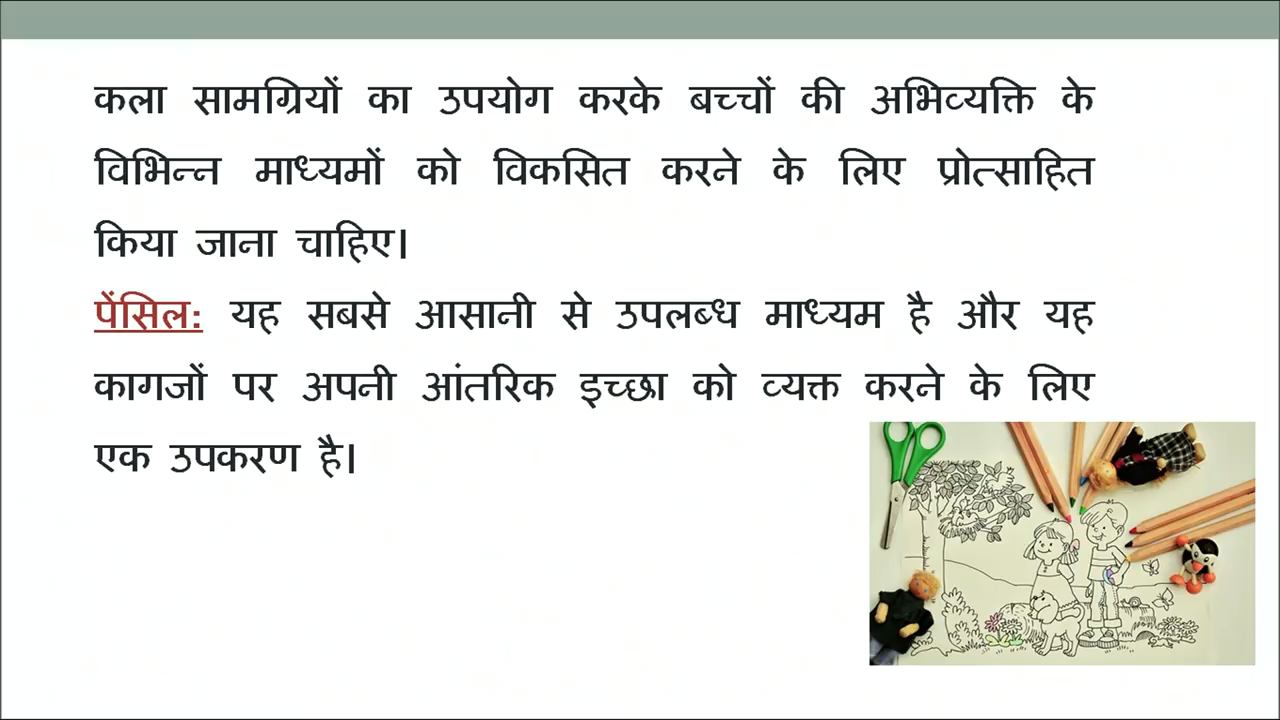 कला सामग्रियों का उपयोग करके बच्चों की अभिव्यक्ति के
विभिन्न माध्यमों को विकसित करने के लिए प्रोत्साहित
किया जाना चाहिए।
पेंसिल: यह सबसे आसानी से उपलब्ध माध्यम है और यह
कागजों पर अपनी आंतरिक इच्छा को व्यक्त करने के लिए
एक उपकरण है।